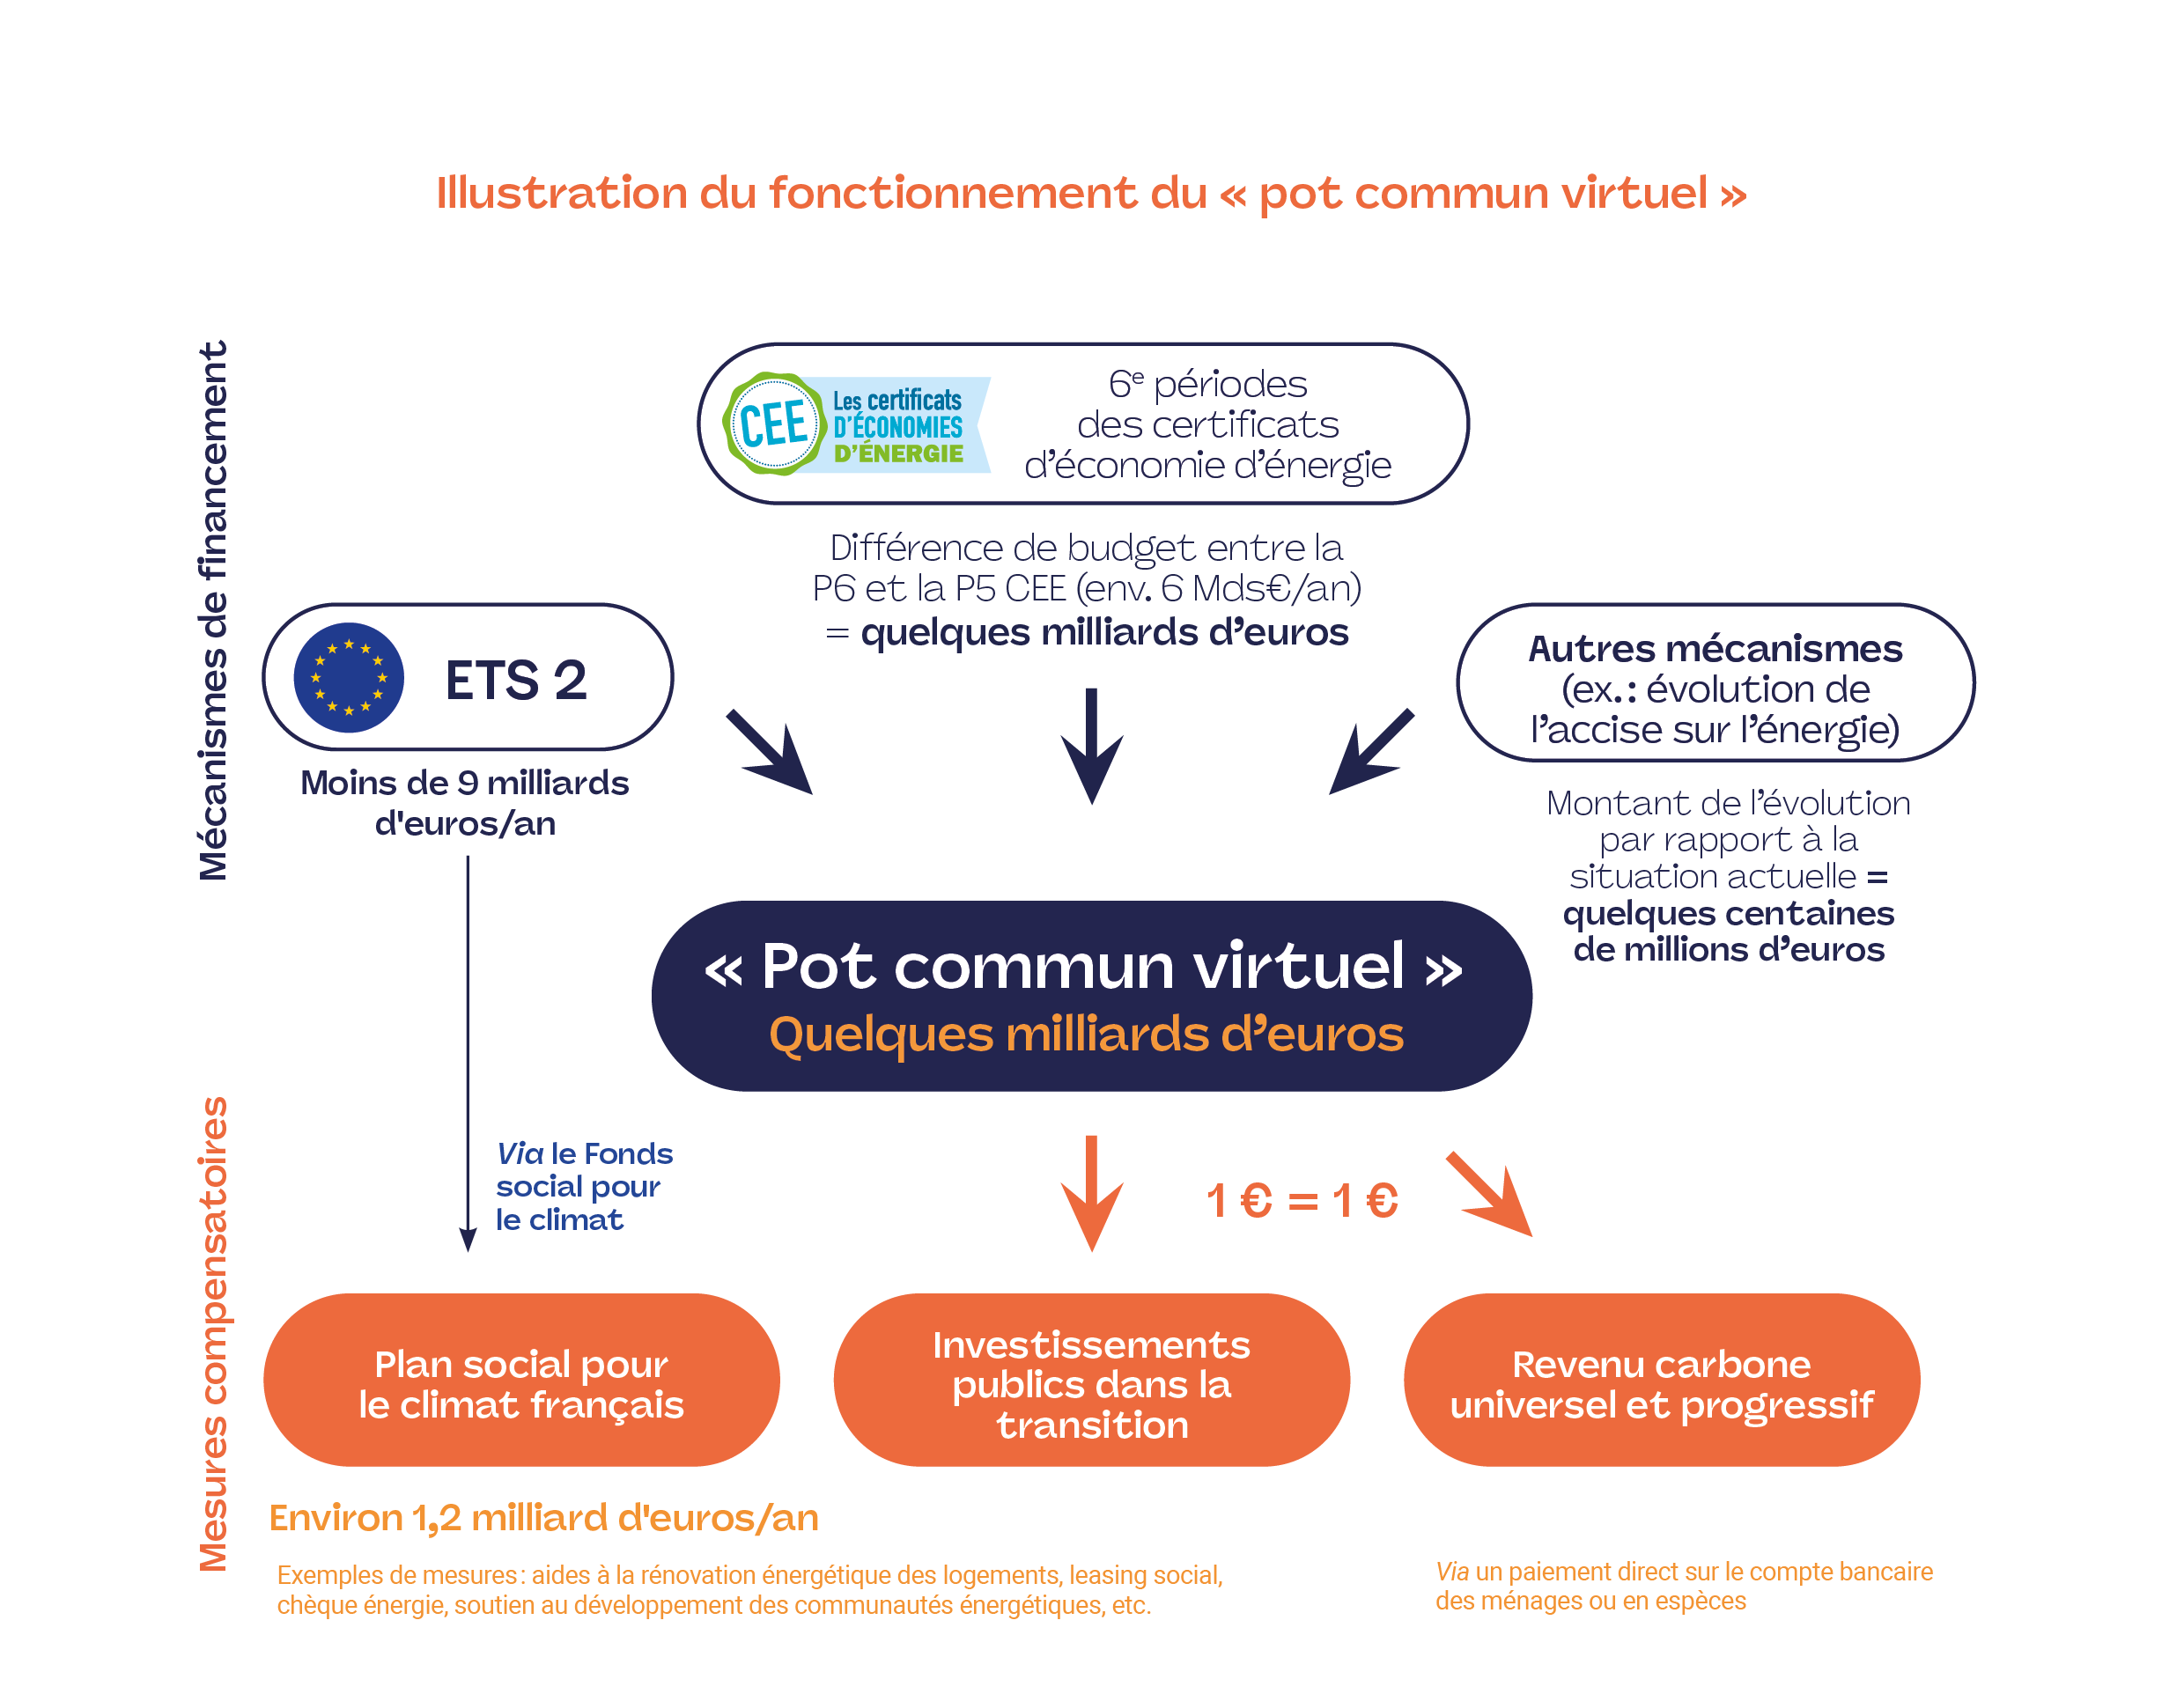 Illustration du fonctionnement du « pot commun virtuel »
Mécanismes de financement
CEE
Les certificats
D'ÉCONOMIES
D'ÉNERGIE
6e périodes
des certificats
d’économie d’énergie
Différence de budget entre la
P6 et la P5 CEE (env. 6 Mds€/an)
= quelques milliards d’euros
ETS 2
Moins de 9 milliards
d'euros/an
Autres mécanismes
(ex. : évolution de
l’accise sur l’énergie)
Montant de l’évolution
par rapport à la
situation actuelle =
quelques centaines
de millions d’euros
« Pot commun virtuel »
Quelques milliards d’euros
Mesures compensatoires
Via le Fonds
social pour
le climat
1 € = 1 €
Plan social pour
le climat français
Investissements
publics dans la
transition
Revenu carbone
universel et progressif
Environ 1,2 milliard d'euros/an
Exemples de mesures : aides à la rénovation énergétique des logements, leasing social,
chèque énergie, soutien au développement des communautés énergétiques, etc.
Via un paiement direct sur le compte bancaire
des ménages ou en espèces